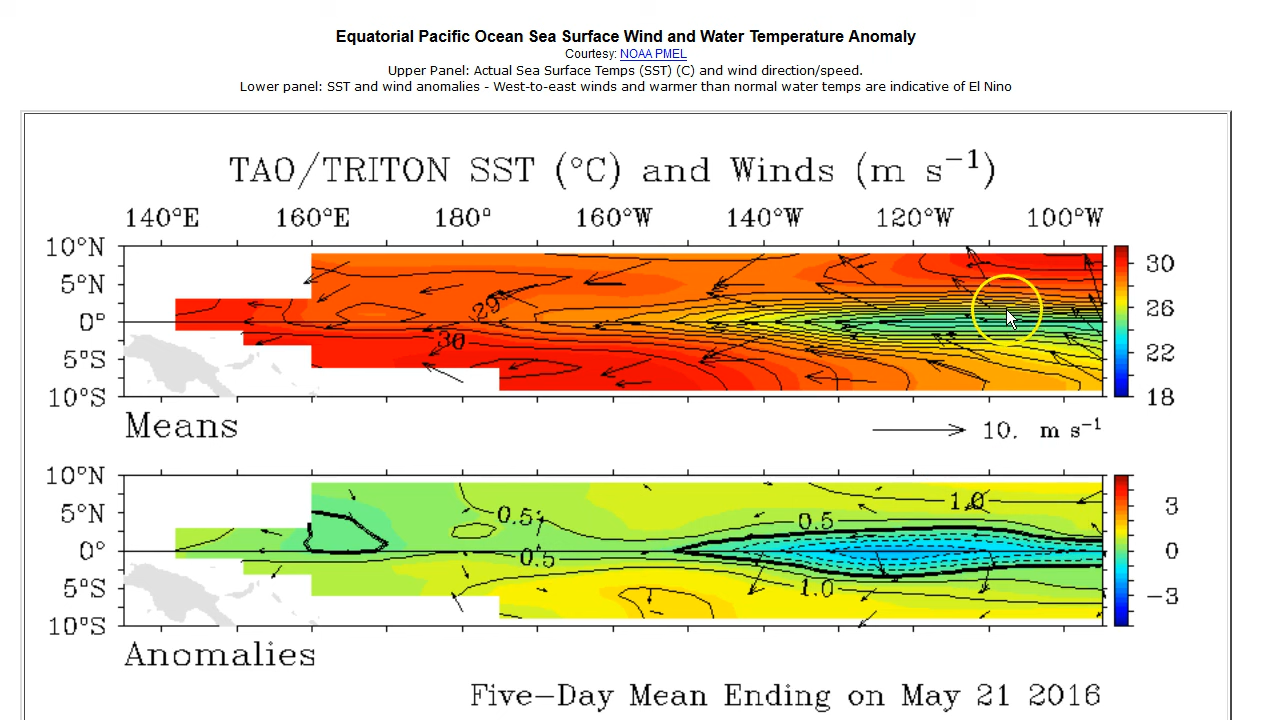 Equatorial Pacific Ocean Sea Surface Wind and Water Temperature Anomaly
Courtesy: NOAA PMEL
Upper Panel: Actual Sea Surface Temps (SST) (C) and wind direction/speed.
Lower panel: SST and wind anomalies - West-to-east winds and warmer than normal water temps are indicative of El Nino
TAO/TRITON SST (°C) and Winds (m s⁻¹)
140°E 160°E 180° 160°W 140°W 120°W 100°W
10°N
5°N
0°
5°S
10°S
29
30
30
26
22
18
Means
10. m s⁻¹
10°N
5°N
0°
5°S
10°S
0.5
0.5
0.5
1.0
1.0
3
0
−3
Anomalies
Five−Day Mean Ending on May 21 2016